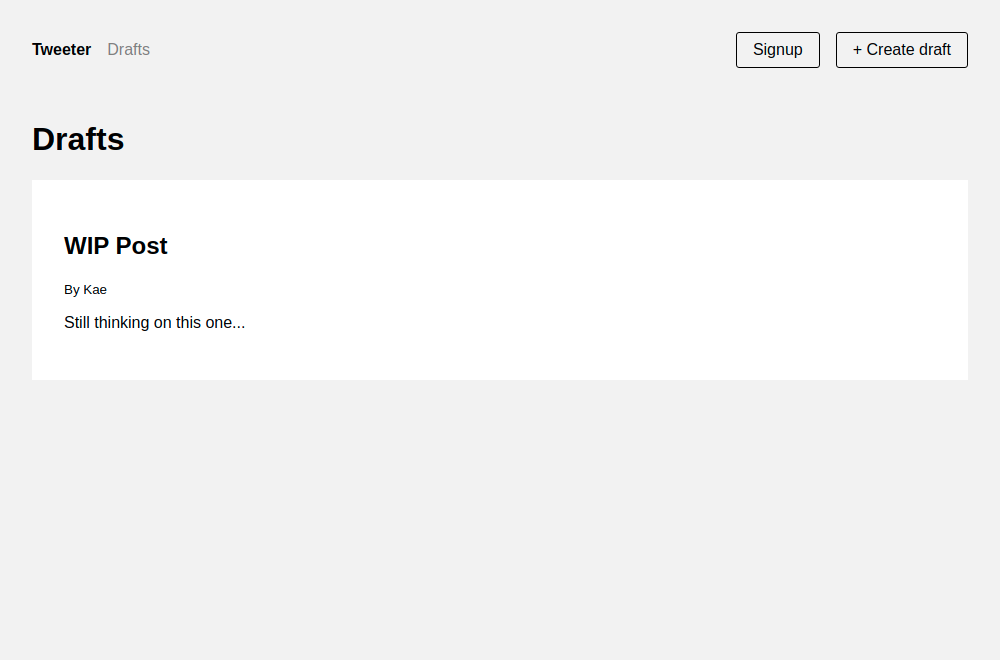 Tweeter Drafts Signup + Create draft
Drafts
WIP Post
By Kae
Still thinking on this one...